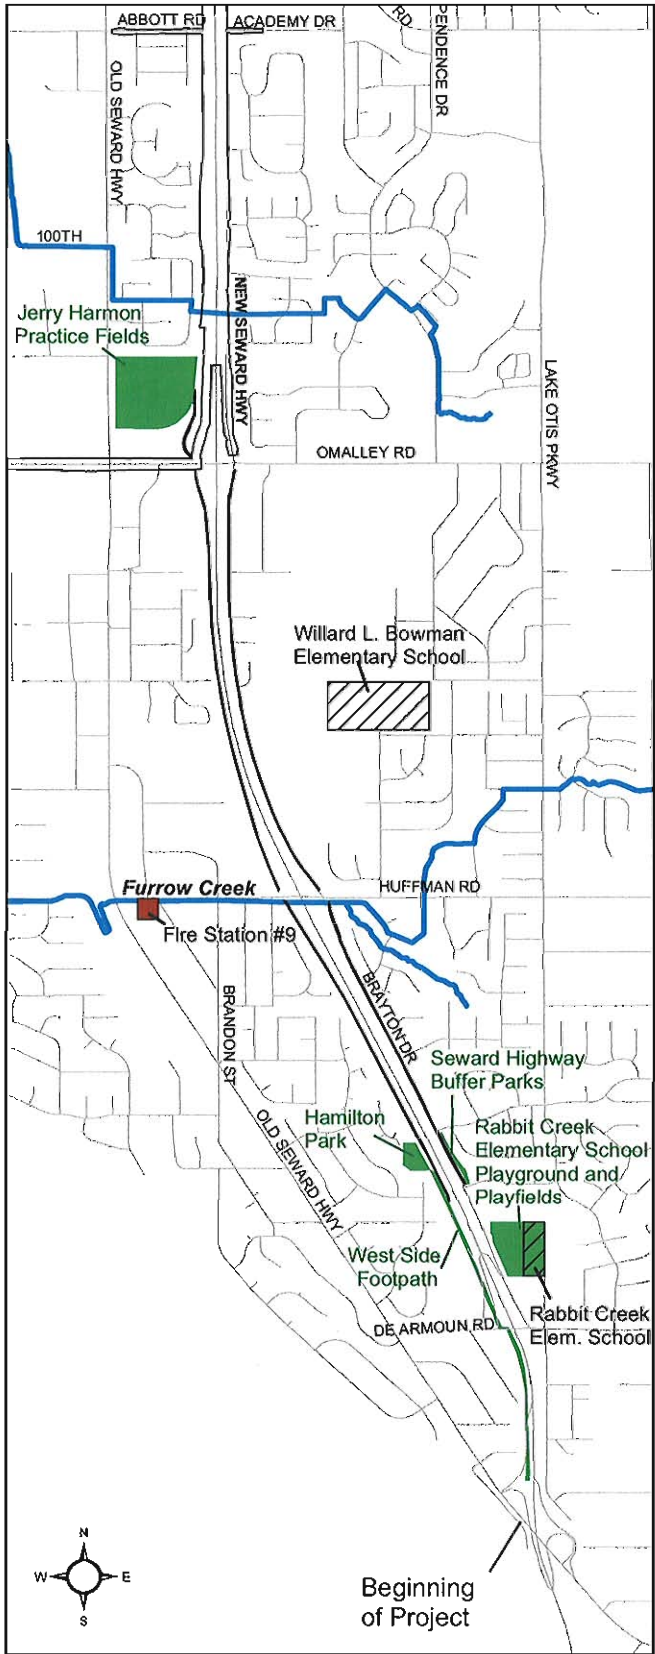 ABBOTT RD
ACADEMY DR
RD
PENDENCE DR
OLD SEWARD HWY
100TH
NEW SEWARD HWY
Jerry Harmon
Practice Fields
LAKE OTIS PKWY
OMALLEY RD
Willard L. Bowman
Elementary School
Furrow Creek
HUFFMAN RD
Fire Station #9
BRAYTON DR
BRANDON ST
Seward Highway
Buffer Parks
Hamilton
Park
OLD SEWARD HWY
Rabbit Creek
Elementary School
Playground and
Playfields
West Side
Footpath
Rabbit Creek
Elem. School
DE ARMOUN RD
N
W
E
S
Beginning
of Project